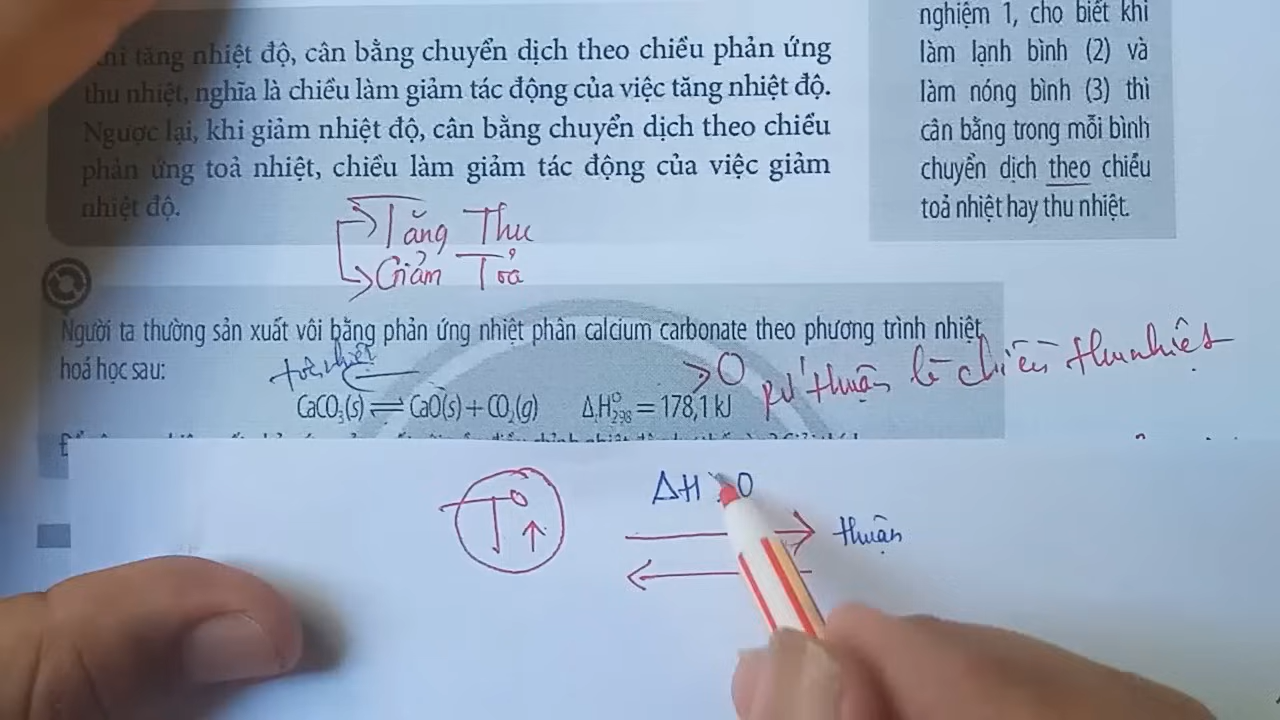 tăng nhiệt độ, cân bằng chuyển dịch theo chiều phản ứng
thu nhiệt, nghĩa là chiều làm giảm tác động của việc tăng nhiệt độ.
Ngược lại, khi giảm nhiệt độ, cân bằng chuyển dịch theo chiều
phản ứng toả nhiệt, chiều làm giảm tác động của việc giảm
nhiệt độ.
nghiệm 1, cho biết khi
làm lạnh bình (2) và
làm nóng bình (3) thì
cân bằng trong mỗi bình
chuyển dịch theo chiều
toả nhiệt hay thu nhiệt.
Tăng Thu
Giảm Tỏa
Người ta thường sản xuất vôi bằng phản ứng nhiệt phân calcium carbonate theo phương trình nhiệt
hoá học sau:
toả nhiệt
>0 pứ thuận là chiều thu nhiệt
CaCO₃(s) ⇌ CaO(s) + CO₂(g) ΔᵣH°₂₉₈ = 178,1 kJ
T° ↑
ΔH 0
thuận